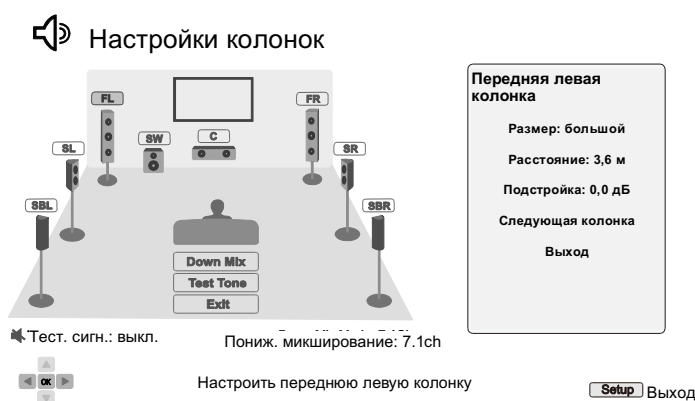 Настройки колонок
FL
FR
SW
C
SL
SR
SBL
SBR
Down Mix
Test Tone
Exit
Передняя левая
колонка
Размер: большой
Расстояние: 3,6 м
Подстройка: 0,0 дБ
Следующая колонка
Выход
Тест. сигн.: выкл.
Пониж. микширование: 7.1ch
OK
Настроить переднюю левую колонку
Setup Выход